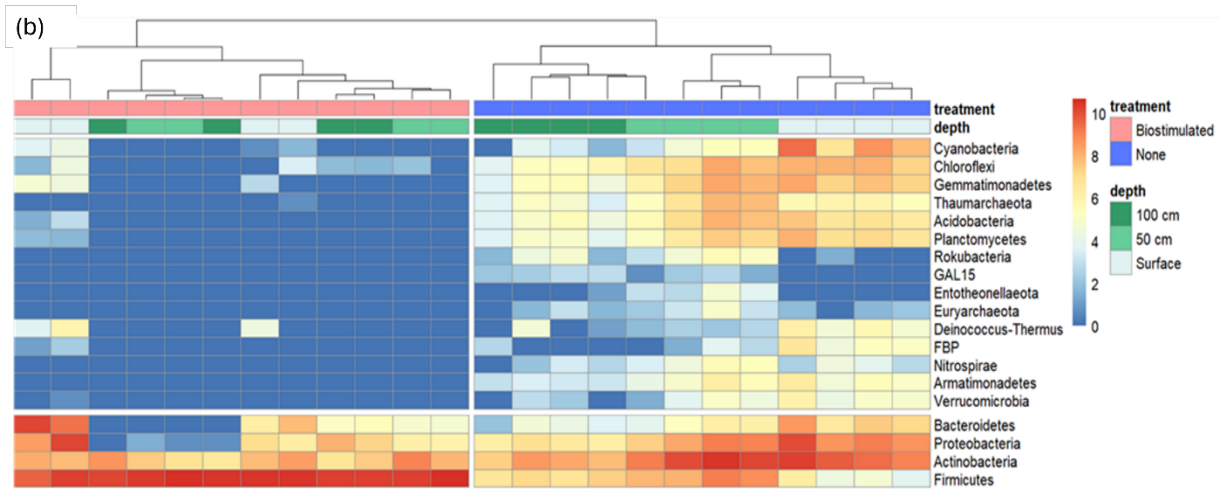 (b)
treatment
depth
Cyanobacteria
Chloroflexi
Gemmatimonadetes
Thaumarchaeota
Acidobacteria
Planctomycetes
Rokubacteria
GAL15
Entotheonellaeota
Euryarchaeota
Deinococcus-Thermus
FBP
Nitrospirae
Armatimonadetes
Verrucomicrobia
Bacteroidetes
Proteobacteria
Actinobacteria
Firmicutes
10
8
6
4
2
0
treatment
Biostimulated
None
depth
100 cm
50 cm
Surface